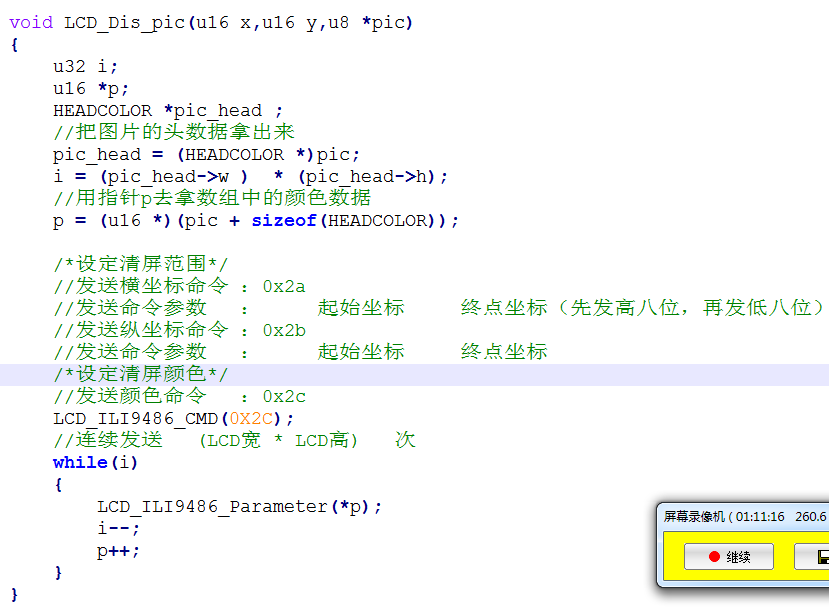 void LCD_Dis_pic(u16 x,u16 y,u8 *pic)
{
    u32 i;
    u16 *p;
    HEADCOLOR *pic_head ;
    //把图片的头数据拿出来
    pic_head = (HEADCOLOR *)pic;
    i = (pic_head->w )  * (pic_head->h);
    //用指针p去拿数组中的颜色数据
    p = (u16 *)(pic + sizeof(HEADCOLOR));
    /*设定清屏范围*/
    //发送横坐标命令 : 0x2a
    //发送命令参数   :      起始坐标     终点坐标（先发高八位，再发低八位）
    //发送纵坐标命令 : 0x2b
    //发送命令参数   :      起始坐标     终点坐标
    /*设定清屏颜色*/
    //发送颜色命令   : 0x2c
    LCD_ILI9486_CMD(0X2C);
    //连续发送   (LCD宽 * LCD高)   次
    while(i)
    {
        LCD_ILI9486_Parameter(*p);
        i--;
        p++;
    }
}
屏幕录像机 ( 01:11:16   260.6
继续